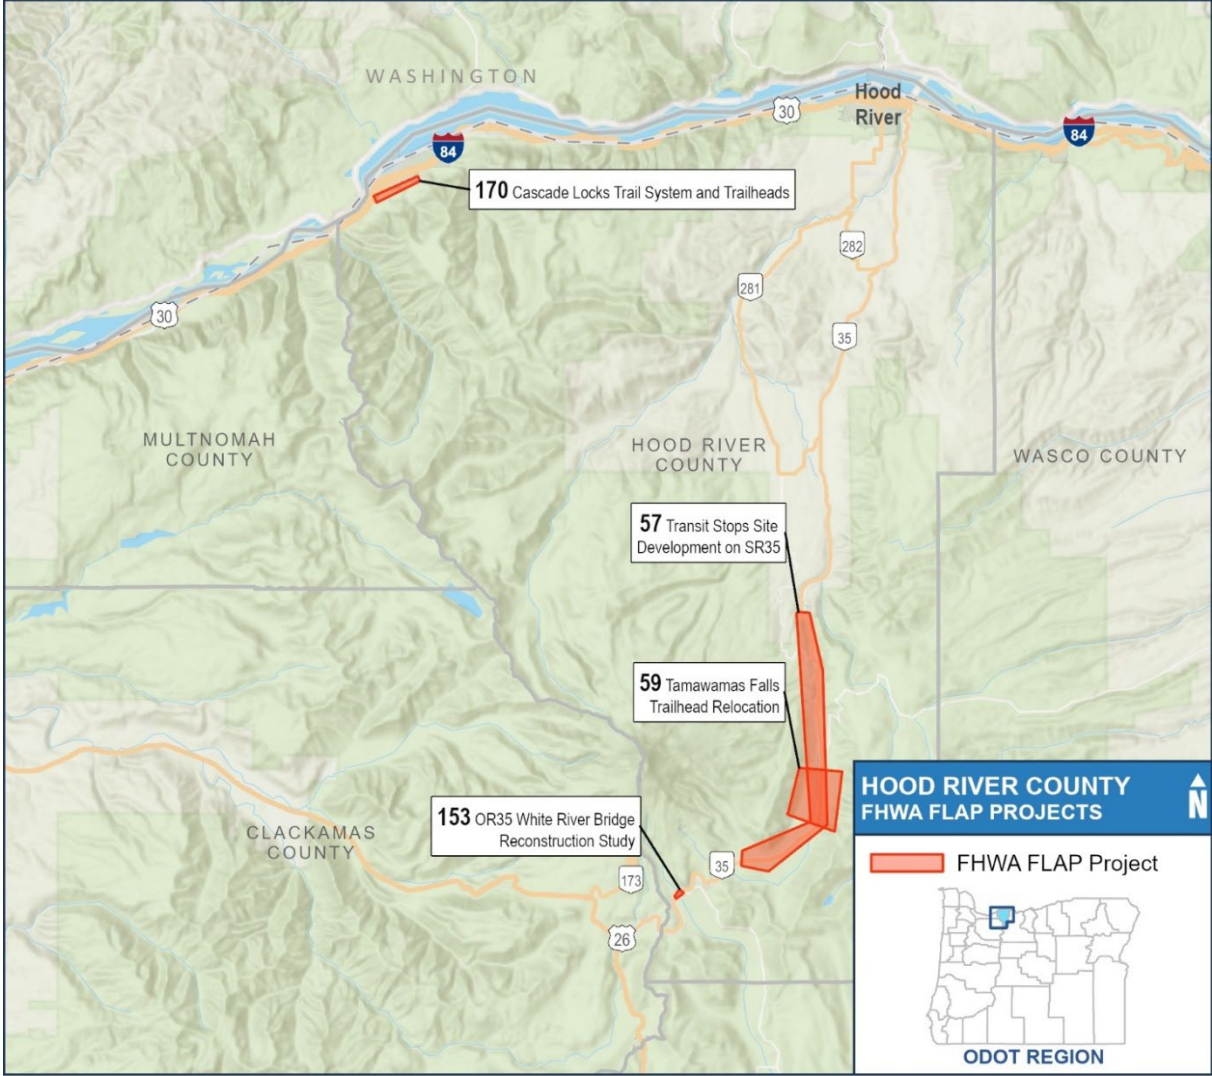 WASHINGTON
Hood
River
30
84
84
170 Cascade Locks Trail System and Trailheads
282
281
30
35
MULTNOMAH
COUNTY
HOOD RIVER
COUNTY
WASCO COUNTY
57 Transit Stops Site
Development on SR35
59 Tamawamas Falls
Trailhead Relocation
153 OR35 White River Bridge
Reconstruction Study
CLACKAMAS
COUNTY
35
173
26
HOOD RIVER COUNTY
FHWA FLAP PROJECTS
N
FHWA FLAP Project
ODOT REGION